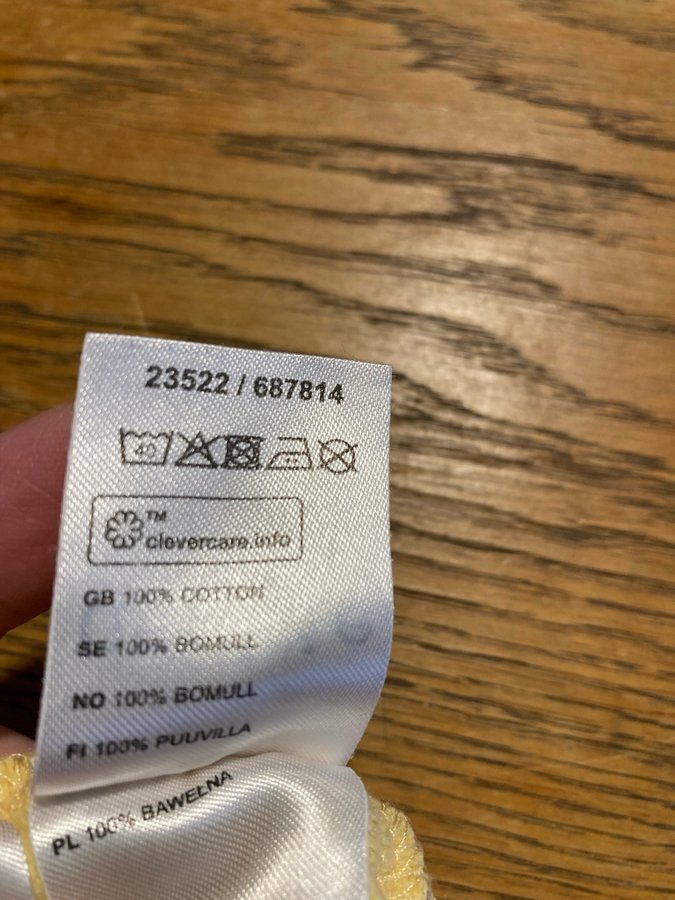 23522 / 687814
40
™
clevercare.info
GB 100% COTTON
SE 100% BOMULL
NO 100% BOMULL
FI 100% PUUVILLA
PL 100% BAWEŁNA